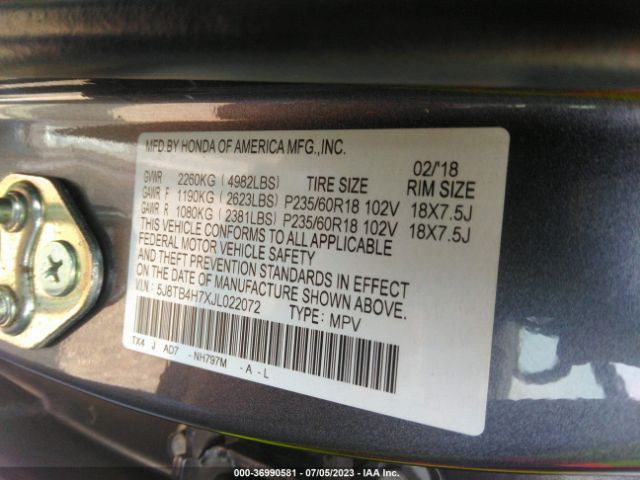 MFD.BY HONDA OF AMERICA MFG.,INC. 02/'18
GVWR 2260KG (4982LBS) TIRE SIZE RIM SIZE
GAWR F 1190KG (2623LBS) P235/60R18 102V 18X7.5J
GAWR R 1080KG (2381LBS) P235/60R18 102V 18X7.5J
THIS VEHICLE CONFORMS TO ALL APPLICABLE
FEDERAL MOTOR VEHICLE SAFETY
AND THEFT PREVENTION STANDARDS IN EFFECT
ON THE DATE OF MANUFACTURE SHOWN ABOVE.
V.I.N.: 5J8TB4H7XJL022072 TYPE: MPV
TX4 J AD7 - NH797M - A - L
000-36990581 - 07/05/2023 - IAA Inc.